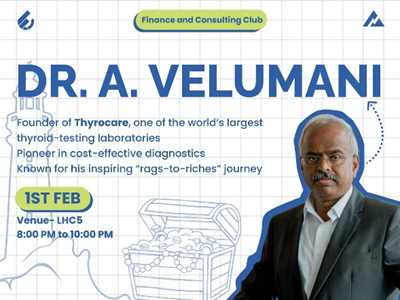 Finance and Consulting Club
DR. A. VELUMANI
Founder of Thyrocare, one of the world's largest
thyroid-testing laboratories
Pioneer in cost-effective diagnostics
Known for his inspiring “rags-to-riches” journey
1ST FEB
Venue- LHC5
8:00 PM to 10:00 PM